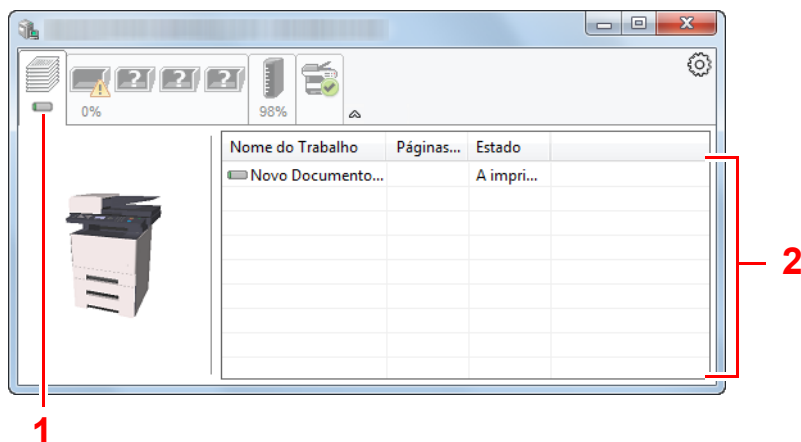 ? ? ?
0%
98%
Nome do Trabalho Páginas... Estado
Novo Documento... A impri...
2
1